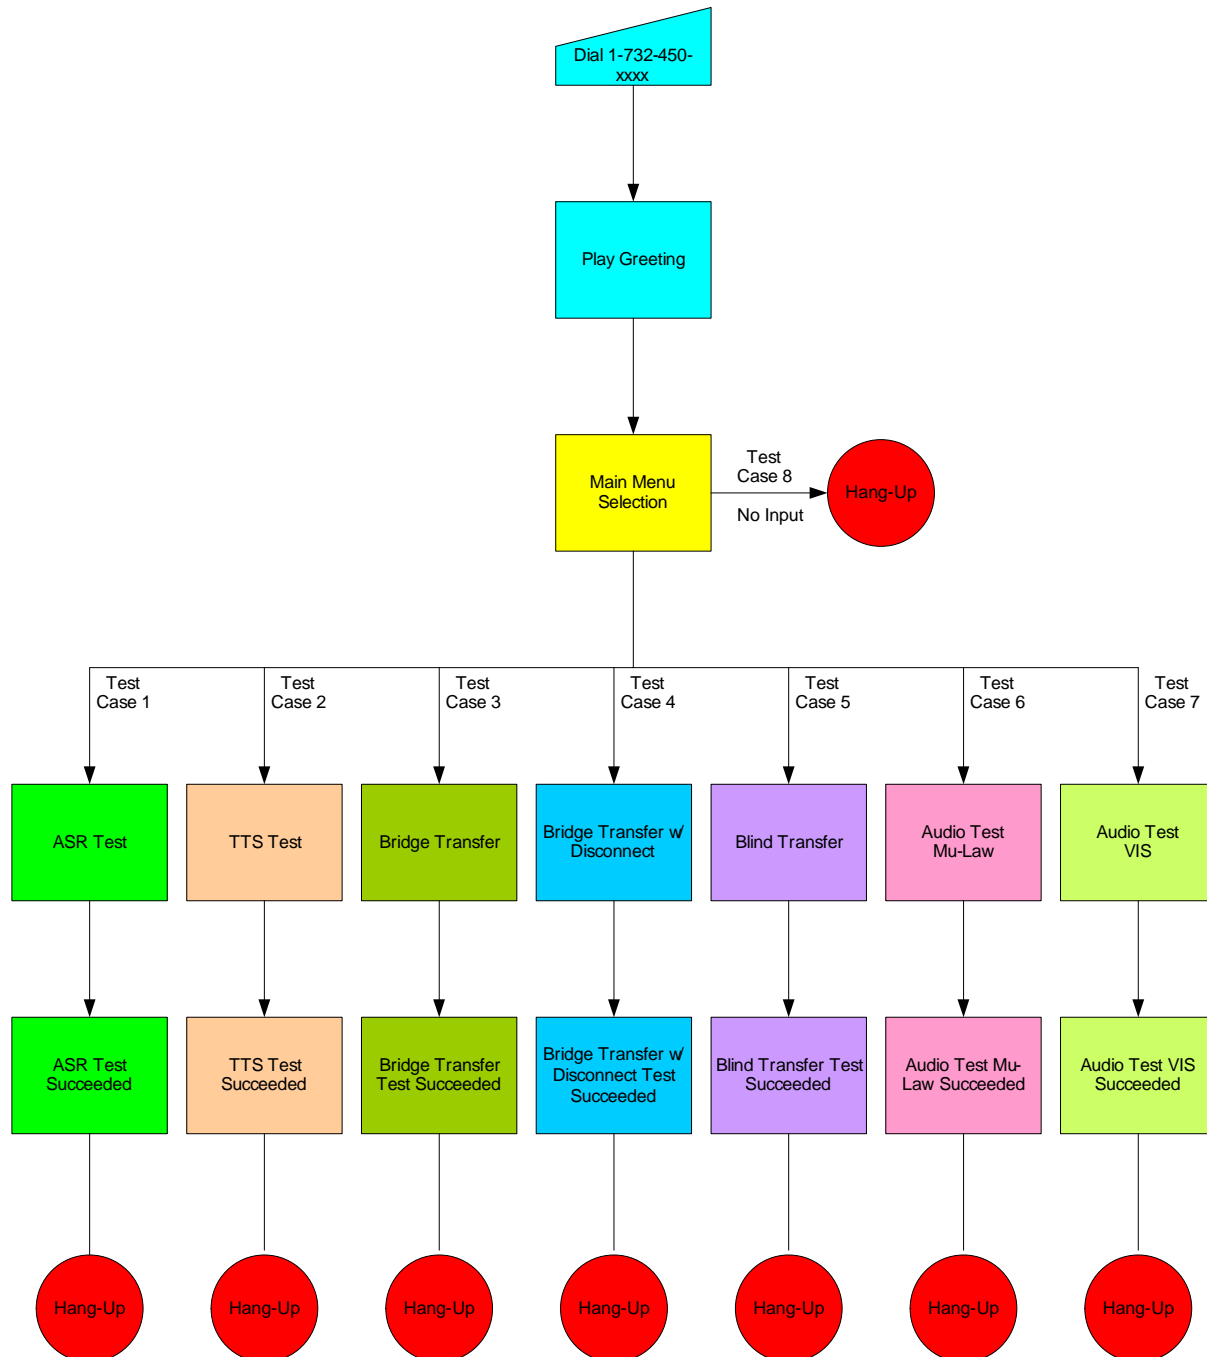 Dial 1-732-450-
xxxx
Play Greeting
Main Menu
Selection
Test
Case 8
No Input
Hang-Up
Test
Case 1
Test
Case 2
Test
Case 3
Test
Case 4
Test
Case 5
Test
Case 6
Test
Case 7
ASR Test
TTS Test
Bridge Transfer
Bridge Transfer w/
Disconnect
Blind Transfer
Audio Test
Mu-Law
Audio Test
VIS
ASR Test
Succeeded
TTS Test
Succeeded
Bridge Transfer
Test Succeeded
Bridge Transfer w/
Disconnect Test
Succeeded
Blind Transfer Test
Succeeded
Audio Test Mu-
Law Succeeded
Audio Test VIS
Succeeded
Hang-Up
Hang-Up
Hang-Up
Hang-Up
Hang-Up
Hang-Up
Hang-Up